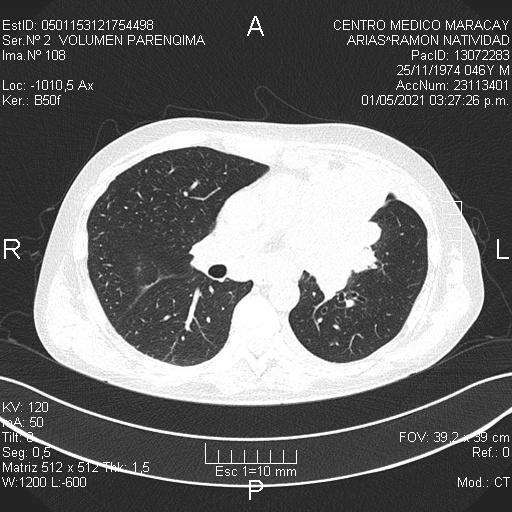 EstID: 0501153121754498
Ser.Nº 2 VOLUMEN PARENQIMA
Ima.Nº 108
Loc: -1010,5 Ax
Ker.: B50f
A
CENTRO MEDICO MARACAY
ARIAS^RAMON NATIVIDAD
PacID: 13072283
25/11/1974 046Y M
AccNum: 23113401
01/05/2021 03:27:26 p.m.
R
L
KV: 120
mA: 50
Tilt: 0
Seg: 0,5
Matriz 512 x 512 Thk: 1,5
W:1200 L:-600
Esc 1=10 mm
P
FOV: 39,2 x 39 cm
Ref.: 0
Mod.: CT